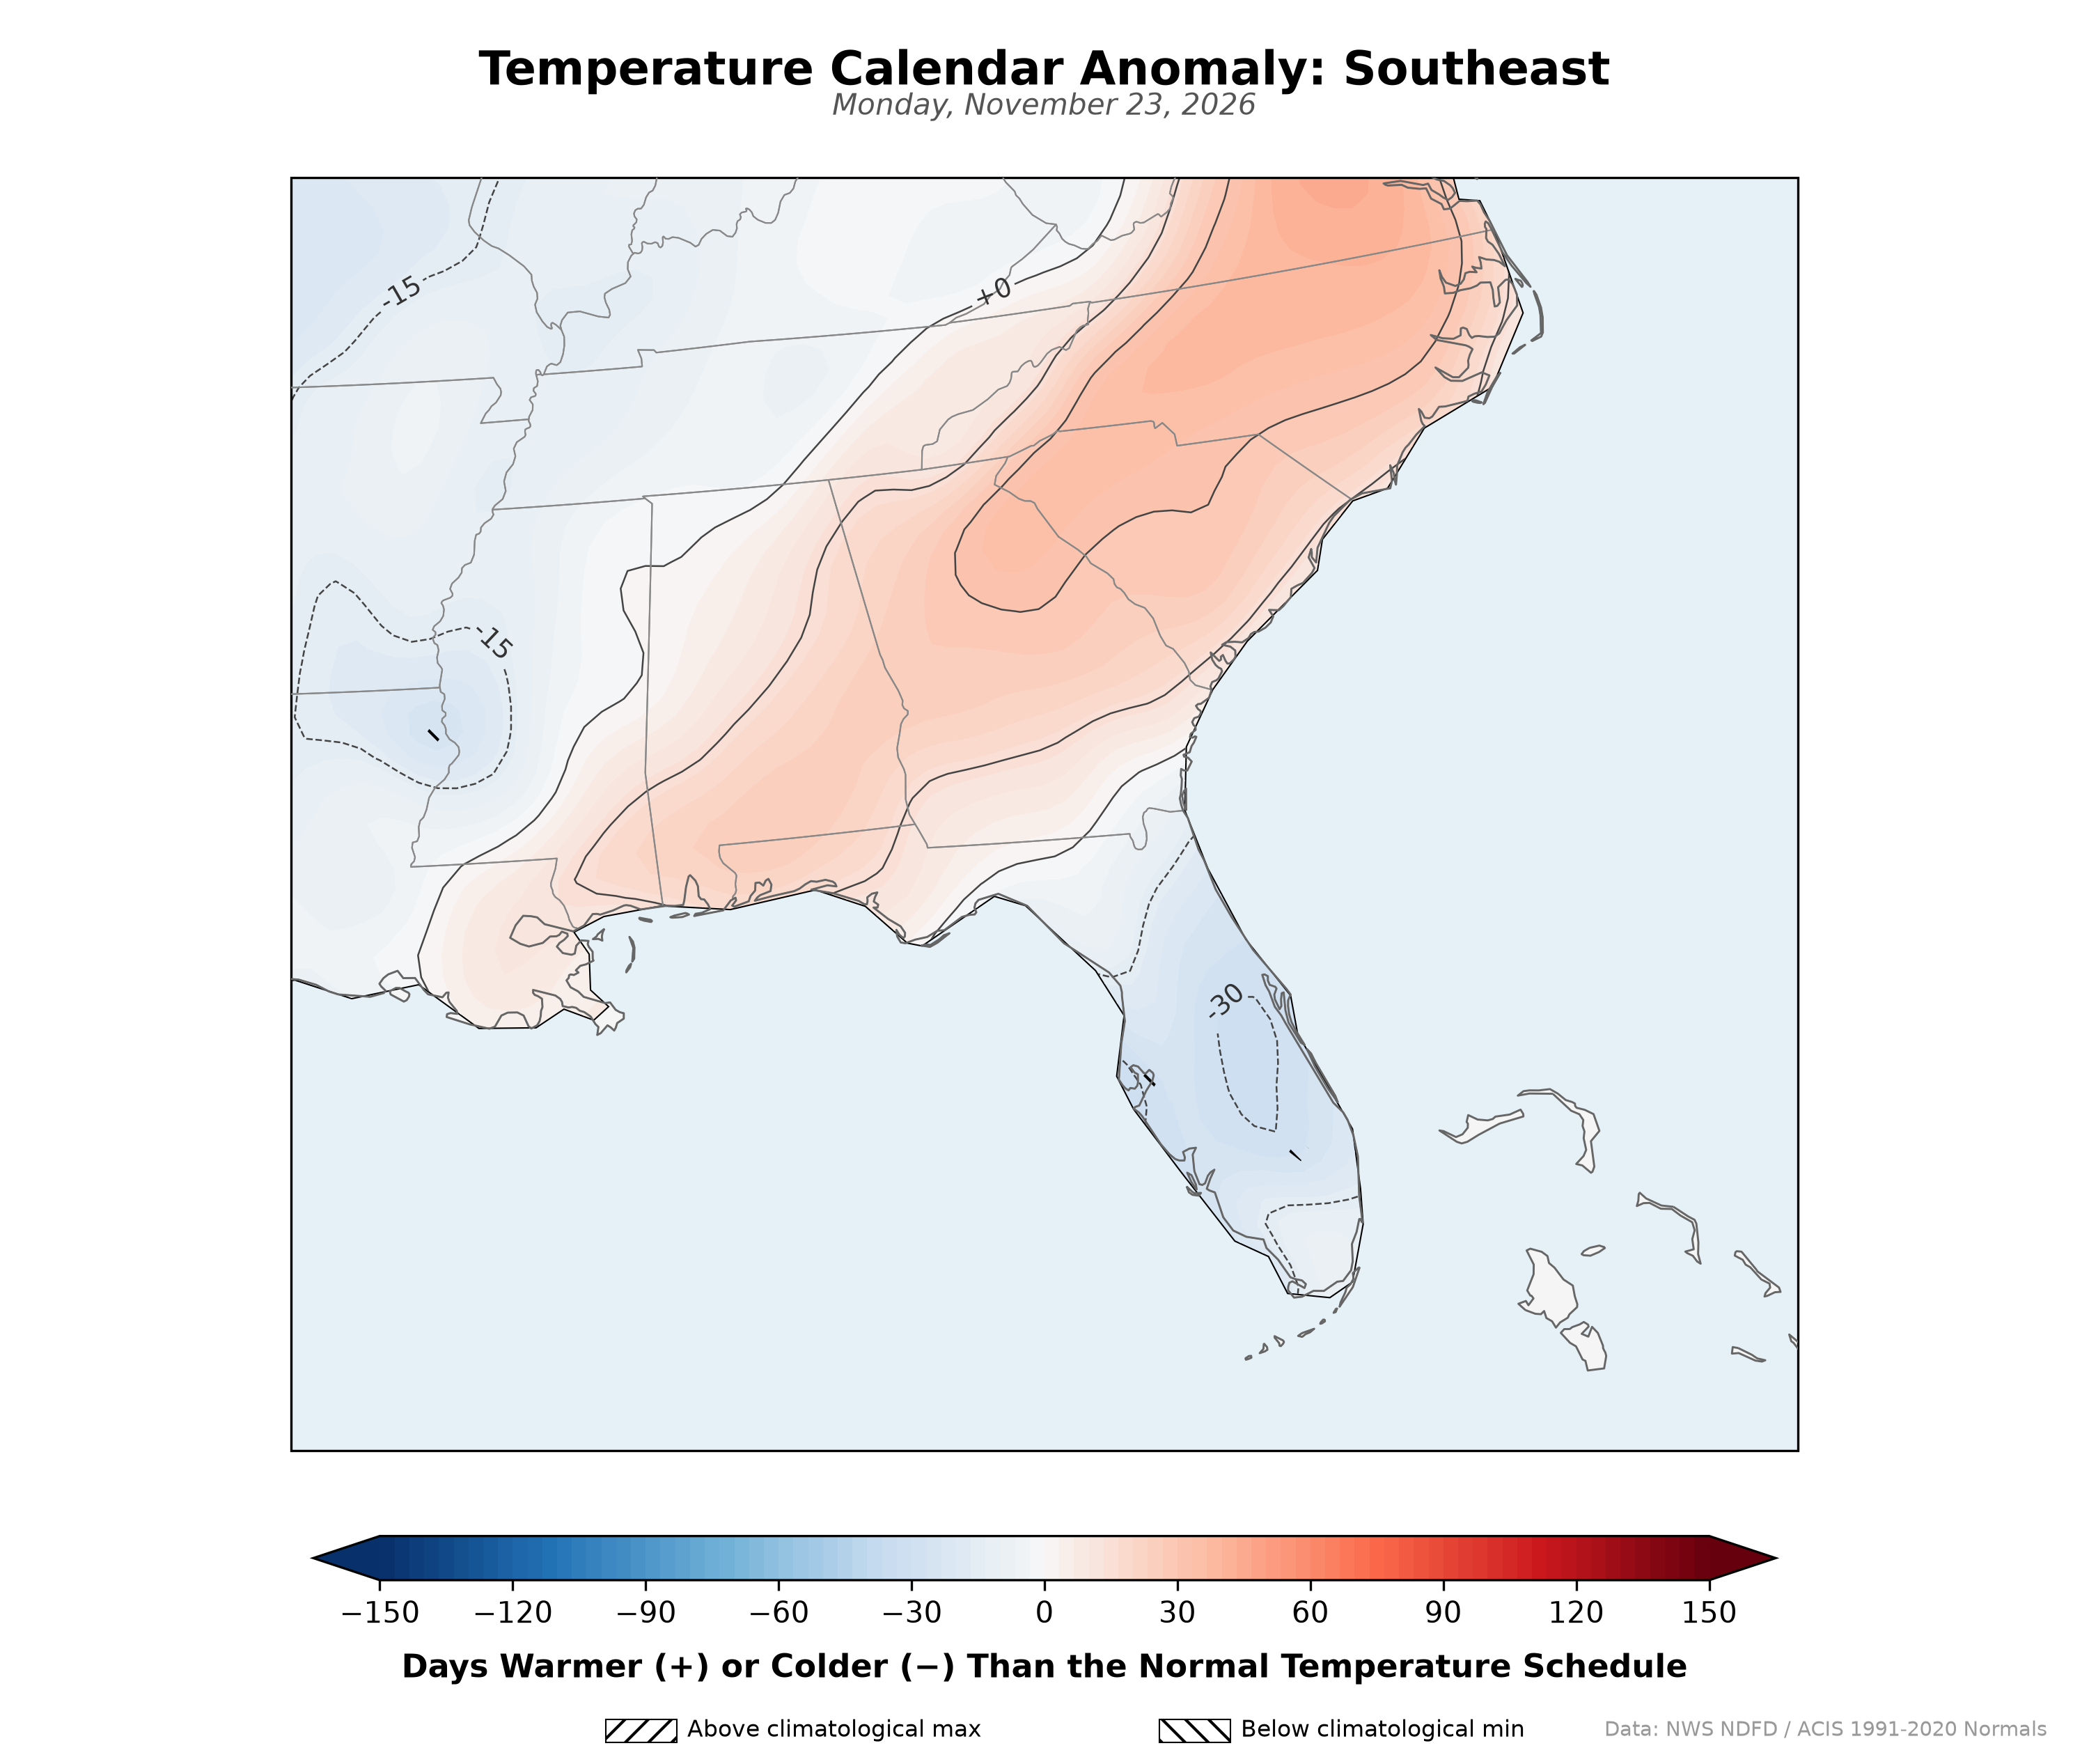 Temperature Calendar Anomaly: Southeast
Monday, November 23, 2026
-15
+0
-15
-30
−150 −120 −90 −60 −30 0 30 60 90 120 150
Days Warmer (+) or Colder (−) Than the Normal Temperature Schedule
Above climatological max Below climatological min Data: NWS NDFD / ACIS 1991-2020 Normals